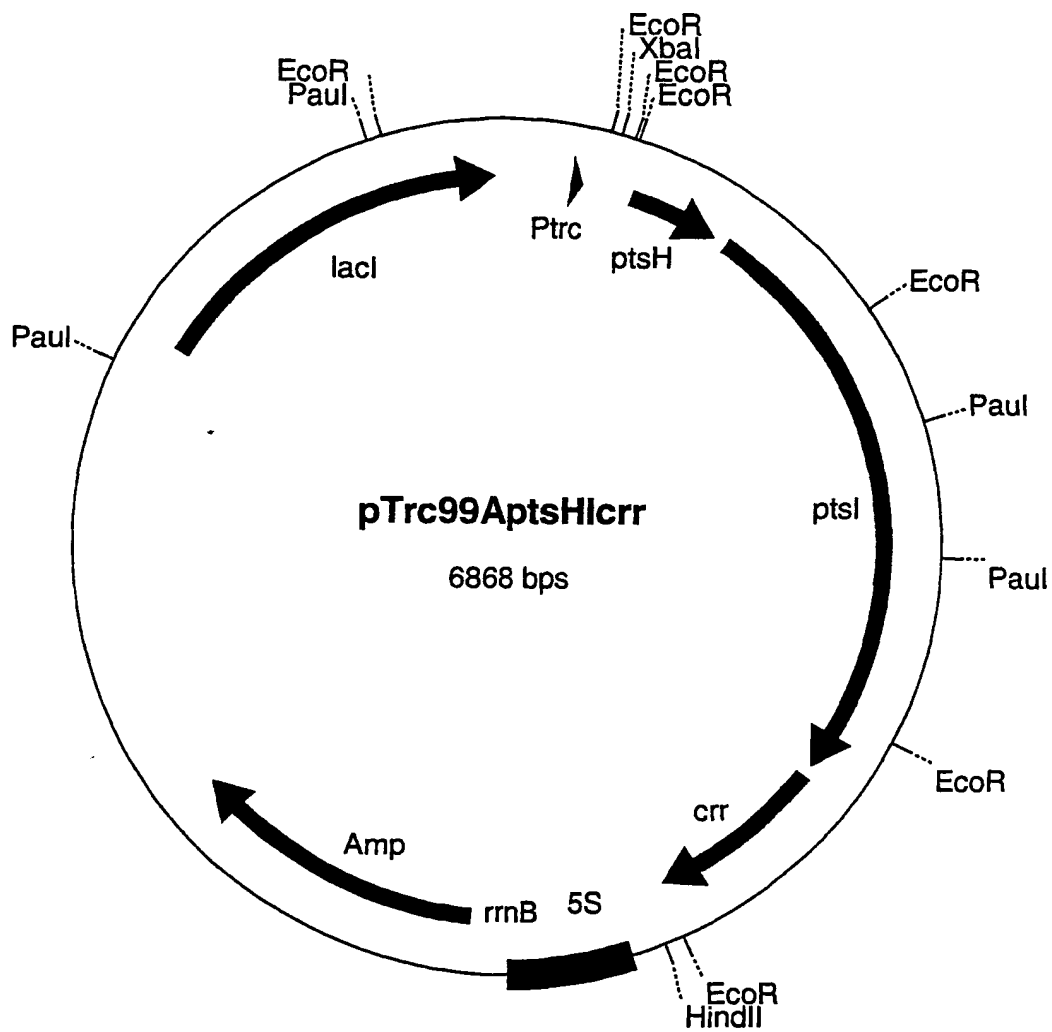 EcoR
XbaI
EcoR
EcoR
EcoR
PauI
Ptrc
ptsH
lacI
EcoR
PauI
PauI
pTrc99AptsHIcrr
ptsI
6868 bps
PauI
EcoR
crr
Amp
rrnB
5S
EcoR
HindII